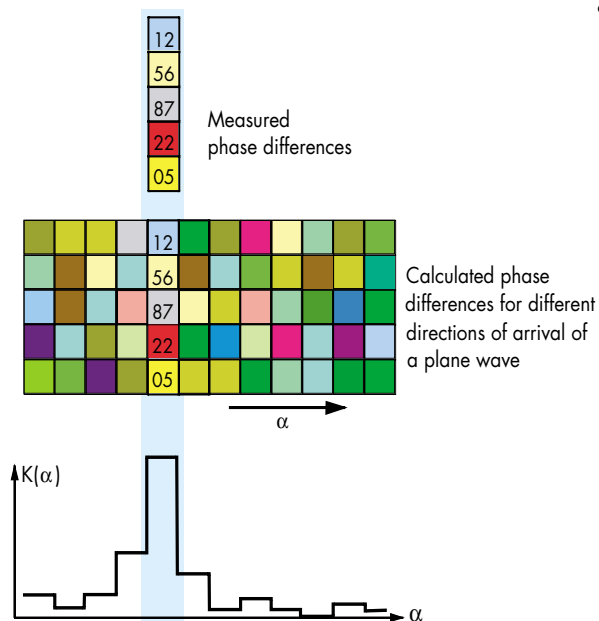 12
56
87
22
05
Measured
phase differences
12
56
87
22
05
Calculated phase
differences for different
directions of arrival of
a plane wave
α
K(α)
α